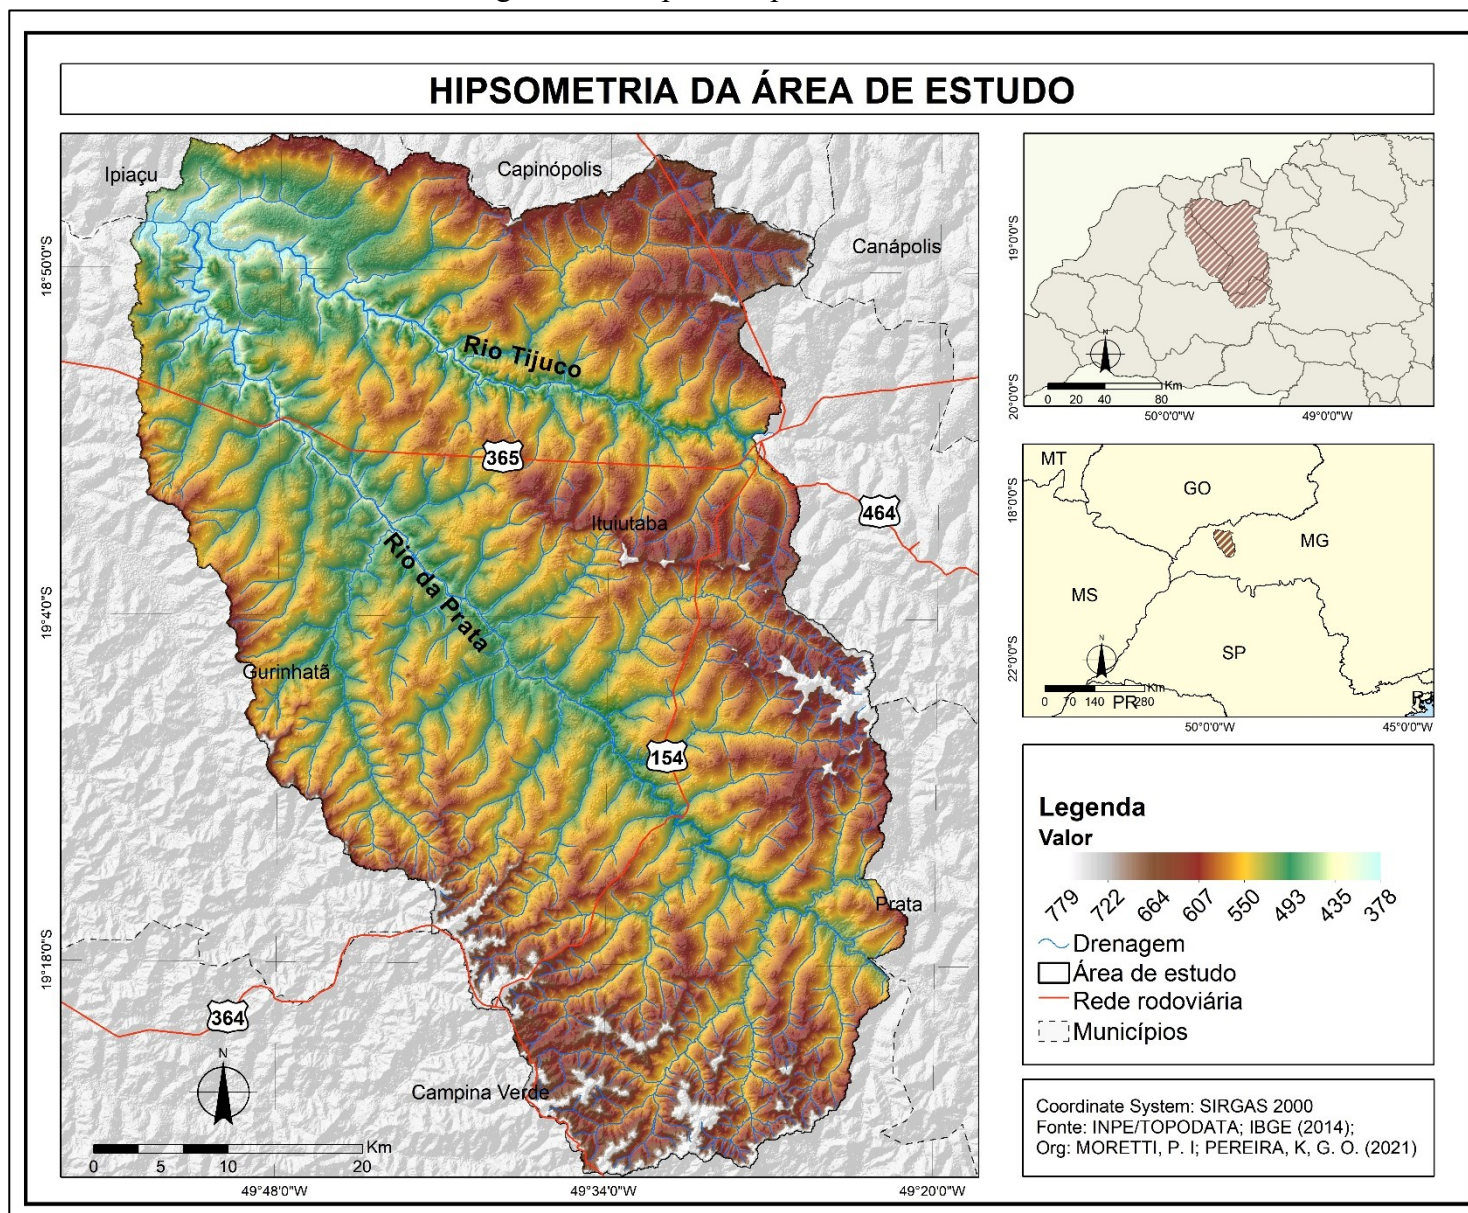 HIPSOMETRIA DA ÁREA DE ESTUDO
Ipiaçu
Capinópolis
Canápolis
18°50'0"S
Rio Tijuco
365
464
Ituiutaba
Rio da Prata
19°4'0"S
Gurinhatã
154
Prata
19°18'0"S
364
N
Campina Verde
Km
0 5 10 20
49°48'0"W 49°34'0"W 49°20'0"W
19°0'0"S
N
Km
0 20 40 80
20°0'0"S
50°0'0"W 49°0'0"W
MT
GO
18°0'0"S
MG
MS
SP
22°0'0"S
N
Km
0 70 140 280
PR
RJ
50°0'0"W 45°0'0"W
Legenda
Valor
779 722 664 607 550 493 435 378
Drenagem
Área de estudo
Rede rodoviária
Municípios
Coordinate System: SIRGAS 2000
Fonte: INPE/TOPODATA; IBGE (2014);
Org: MORETTI, P. I; PEREIRA, K, G. O. (2021)